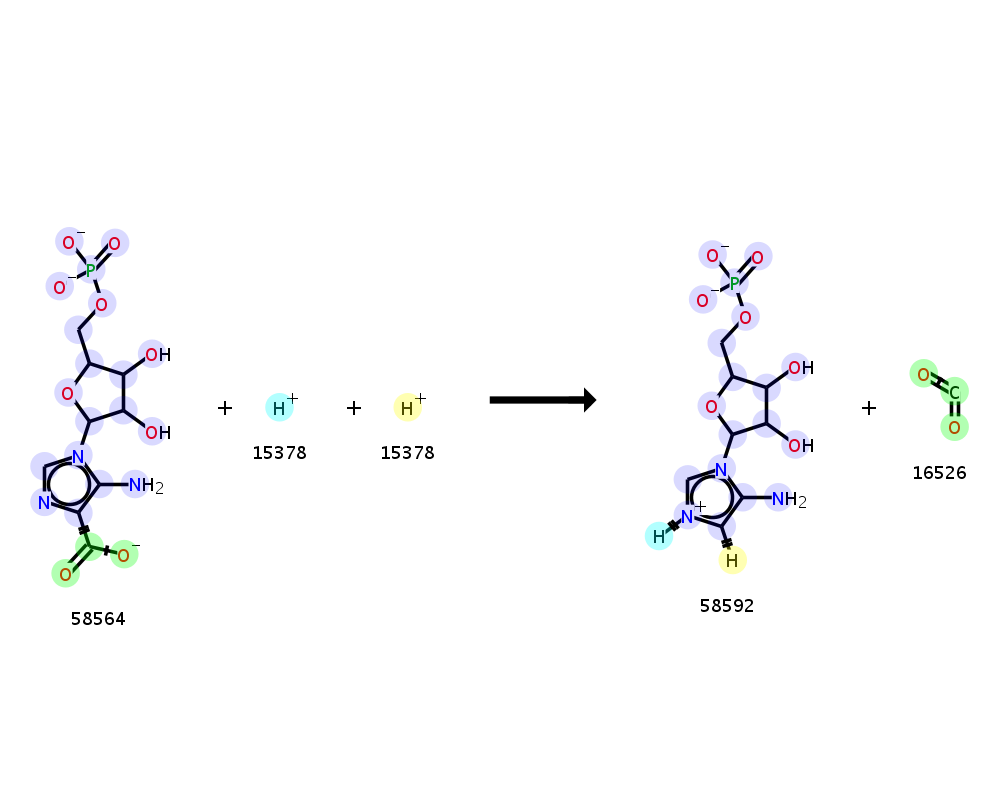 O⁻ O
O⁻ P
O
OH
O
OH
N
N NH₂
O⁻
O
58564
+
H⁺
15378
+
H⁺
15378
O⁻ O
O⁻ P
O
OH
O
OH
N
N⁺ NH₂
H
H
58592
+
O
C
O
16526